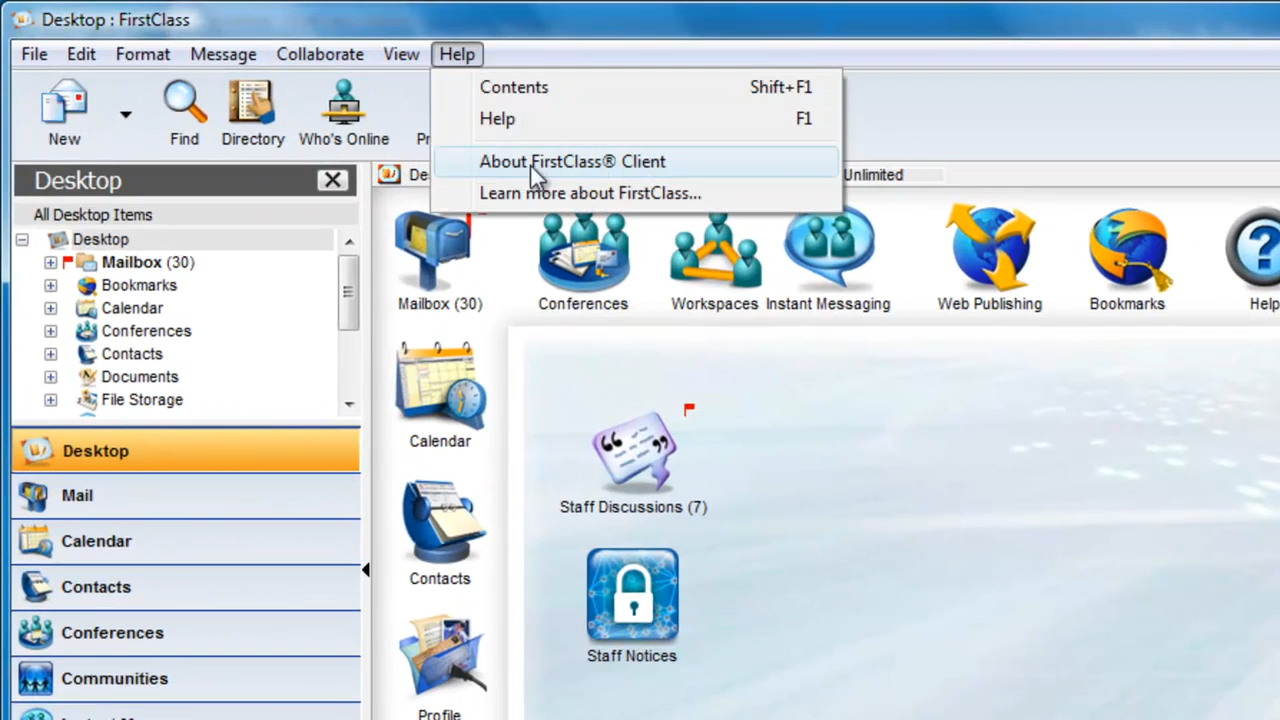 Desktop : FirstClass
File Edit Format Message Collaborate View Help
Contents Shift+F1
Help F1
About FirstClass® Client
Learn more about FirstClass...
New
Find
Directory
Who's Online
Desktop
Unlimited
All Desktop Items
Desktop
Mailbox (30)
Bookmarks
Calendar
Conferences
Contacts
Documents
File Storage
Desktop
Mail
Calendar
Contacts
Conferences
Communities
Mailbox (30)
Conferences
Workspaces
Instant Messaging
Web Publishing
Bookmarks
Help
Calendar
Contacts
Profile
Staff Discussions (7)
Staff Notices